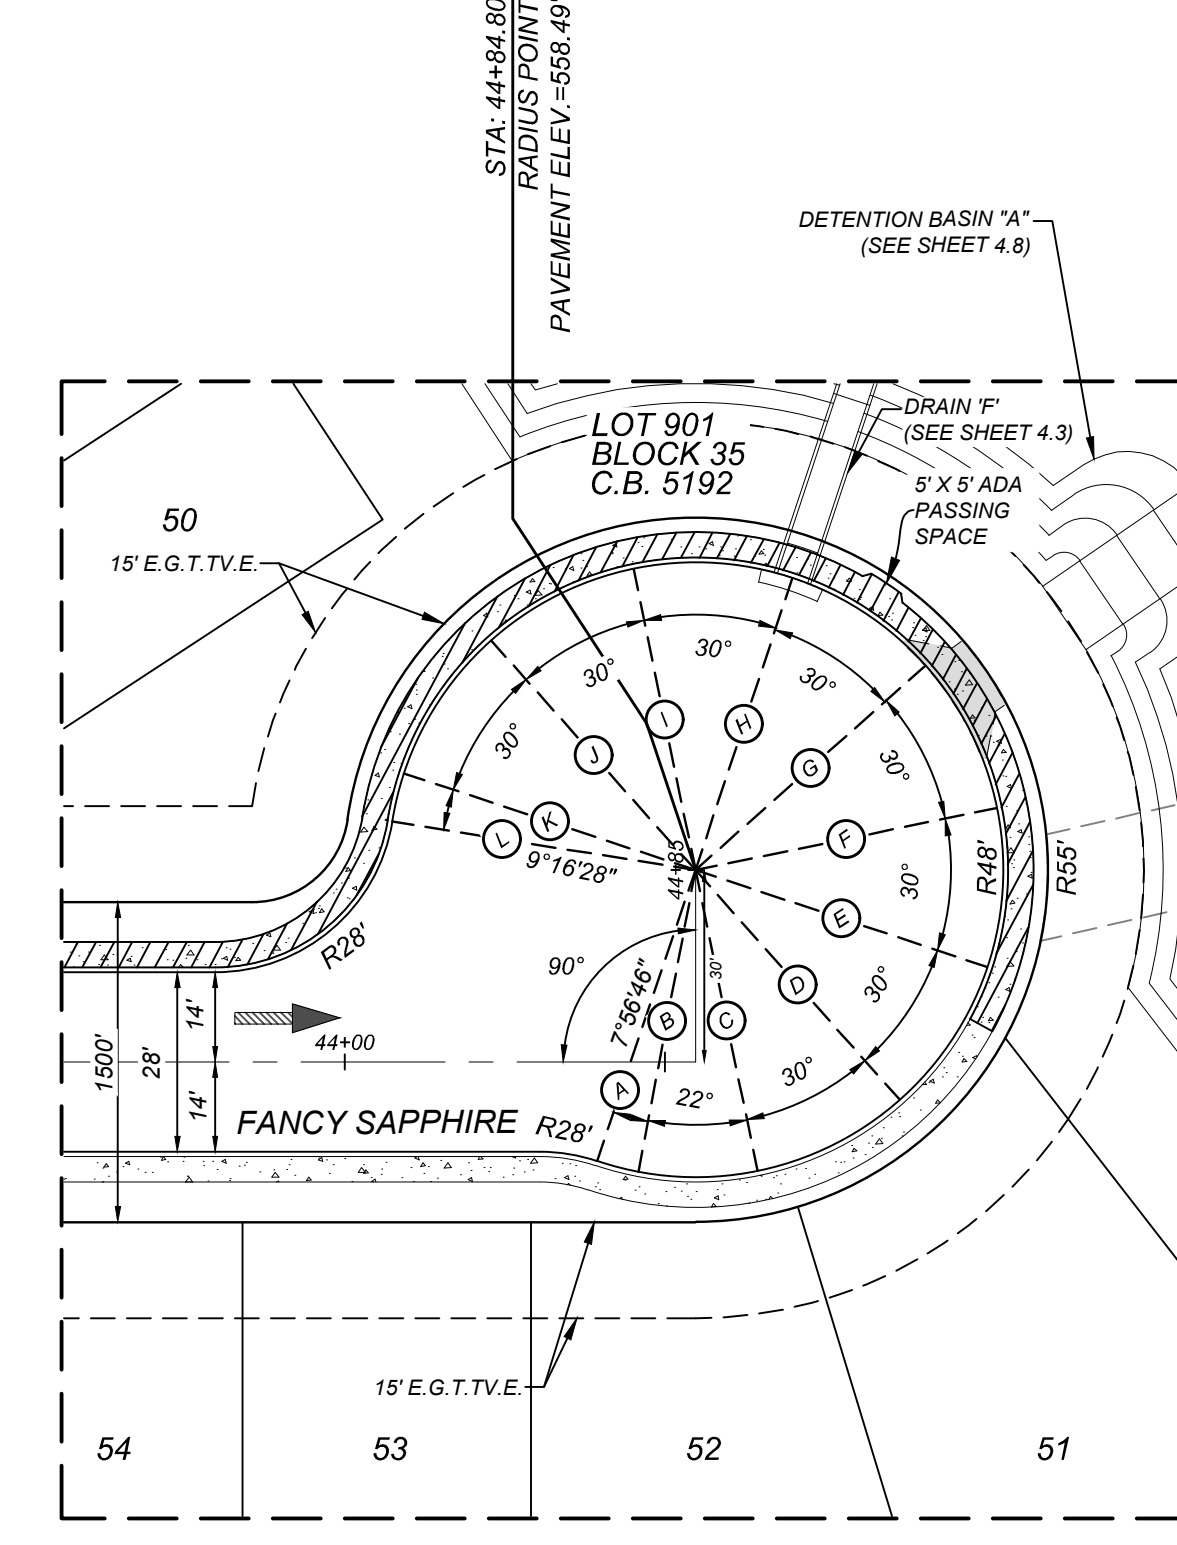 STA: 44+84.80
RADIUS POINT
PAVEMENT ELEV.=558.49'
DETENTION BASIN "A"
(SEE SHEET 4.8)
DRAIN 'F'
(SEE SHEET 4.3)
LOT 901
BLOCK 35
C.B. 5192
5' X 5' ADA
PASSING
SPACE
50
15' E.G.T.TV.E.
30°
30°
30°
30°
30°
30°
30°
30°
I
H
J
G
K
L
F
E
D
C
B
A
9°16'28"
44+85
R48'
R55'
R28'
90°
7°56'46"
30'
14'
28'
1500'
14'
44+00
22°
FANCY SAPPHIRE
R28'
15' E.G.T.TV.E.
54
53
52
51